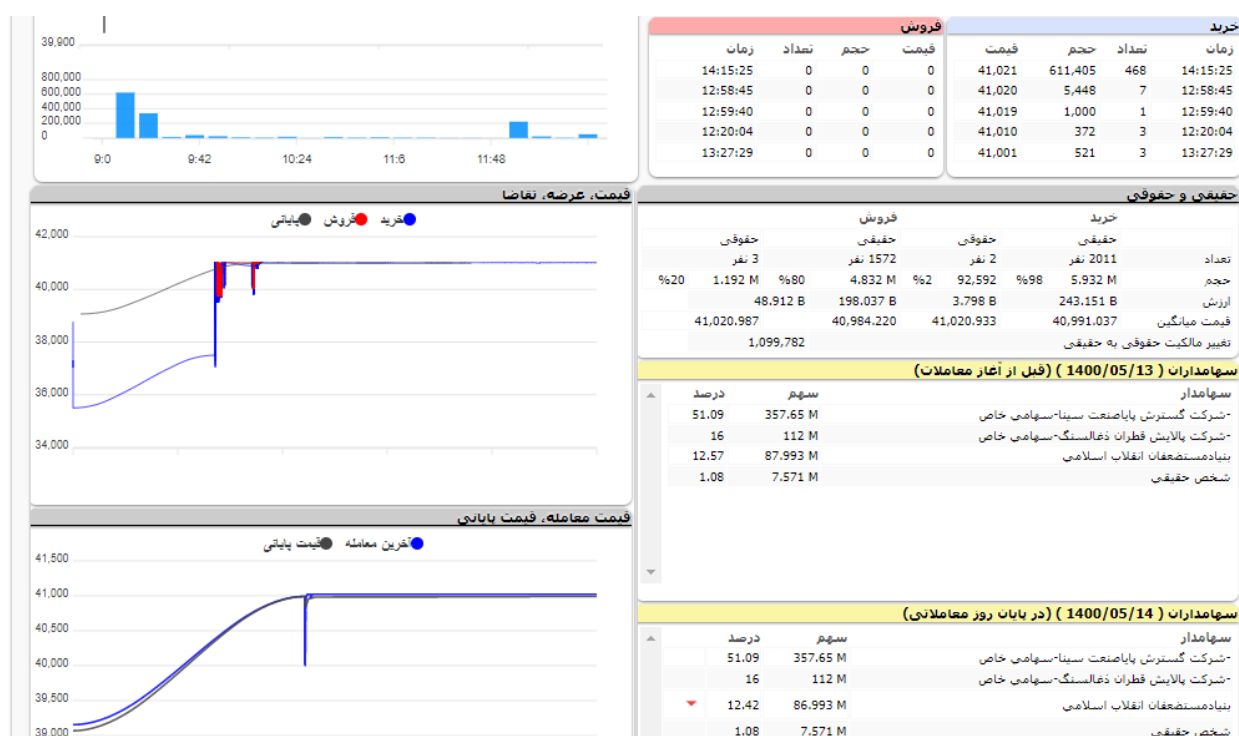 خرید
زمان تعداد حجم قیمت
14:15:25 468 611,405 41,021
12:58:45 7 5,448 41,020
12:59:40 1 1,000 41,019
12:20:04 3 372 41,010
13:27:29 3 521 41,001
فروش
قیمت حجم تعداد زمان
0 0 0 14:15:25
0 0 0 12:58:45
0 0 0 12:59:40
0 0 0 12:20:04
0 0 0 13:27:29
39,900
800,000
600,000
400,000
200,000
0
9:0 9:42 10:24 11:6 11:48
حقیقی و حقوقی
خرید فروش
حقیقی حقوقی حقیقی حقوقی
تعداد 2011 نفر 2 نفر 1572 نفر 3 نفر
حجم 5.932 M %98 92,592 %2 4.832 M %80 1.192 M %20
ارزش 243.151 B 3.798 B 198.037 B 48.912 B
قیمت میانگین 40,991.037 41,020.933 40,984.220 41,020.987
تغییر مالکیت حقوقی به حقیقی 1,099,782
قیمت، عرضه، تقاضا
خرید فروش پایانی
42,000
40,000
38,000
36,000
34,000
سهامداران ( 1400/05/13 ) (قبل از آغاز معاملات)
سهامدار سهم درصد
شرکت گسترش پایاصنعت سینا-سهامی خاص- 357.65 M 51.09
شرکت پالایش قطران ذغالسنگ-سهامی خاص- 112 M 16
بنیادمستضعفان انقلاب اسلامی 87.993 M 12.57
شخص حقیقی 7.571 M 1.08
قیمت معامله، قیمت پایانی
آخرین معامله قیمت پایانی
41,500
41,000
40,500
40,000
39,500
39,000
سهامداران ( 1400/05/14 ) (در پایان روز معاملاتی)
سهامدار سهم درصد
شرکت گسترش پایاصنعت سینا-سهامی خاص- 357.65 M 51.09
شرکت پالایش قطران ذغالسنگ-سهامی خاص- 112 M 16
بنیادمستضعفان انقلاب اسلامی 86.993 M 12.42
شخص حقیقی 7.571 M 1.08